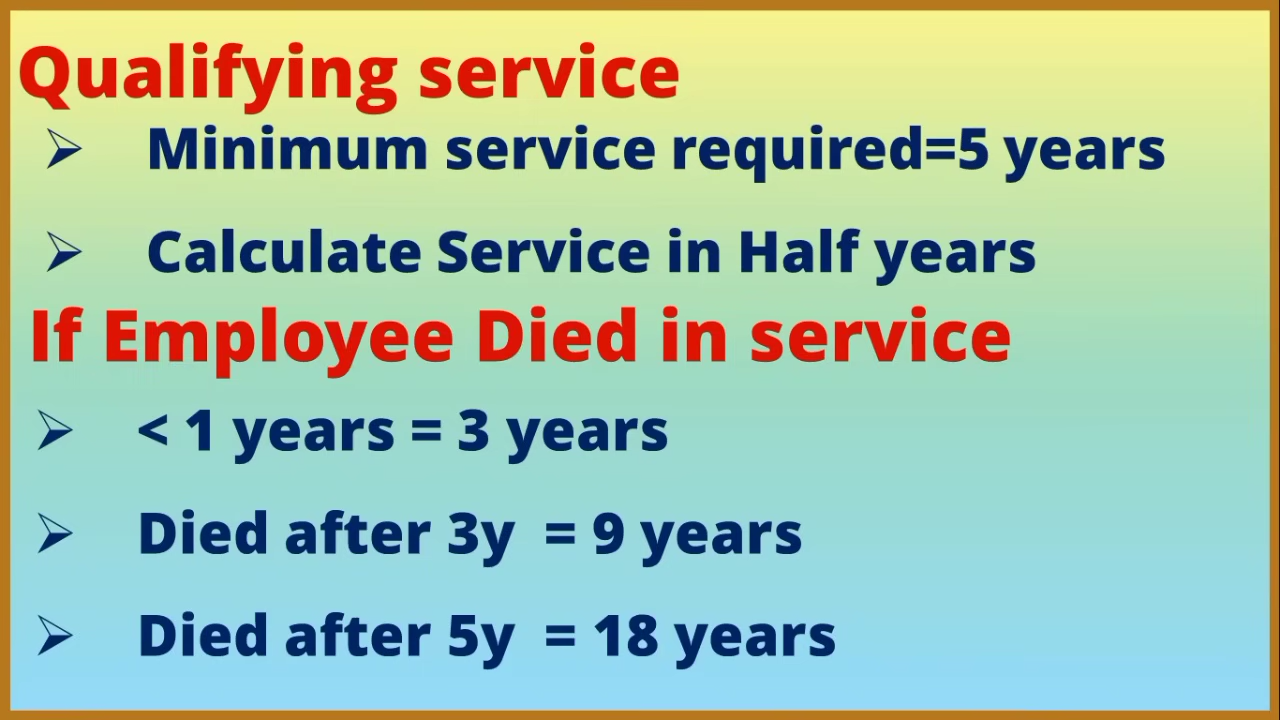 Qualifying service
➢ Minimum service required=5 years
➢ Calculate Service in Half years
If Employee Died in service
➢ < 1 years = 3 years
➢ Died after 3y = 9 years
➢ Died after 5y = 18 years